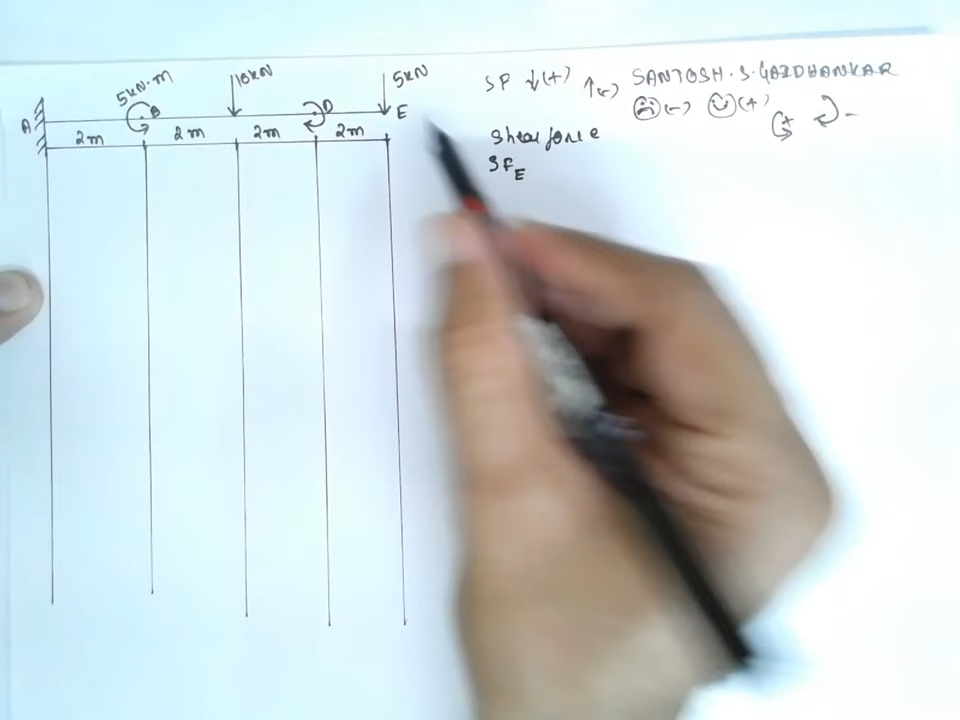 SF ↓(+) ↑(-) SANTOSH.S.GAIDHANKAR
(-) (+) + -
5kN.m 10kN 5kN
A B D E
2m 2m 2m 2m
Shear force
SF_E